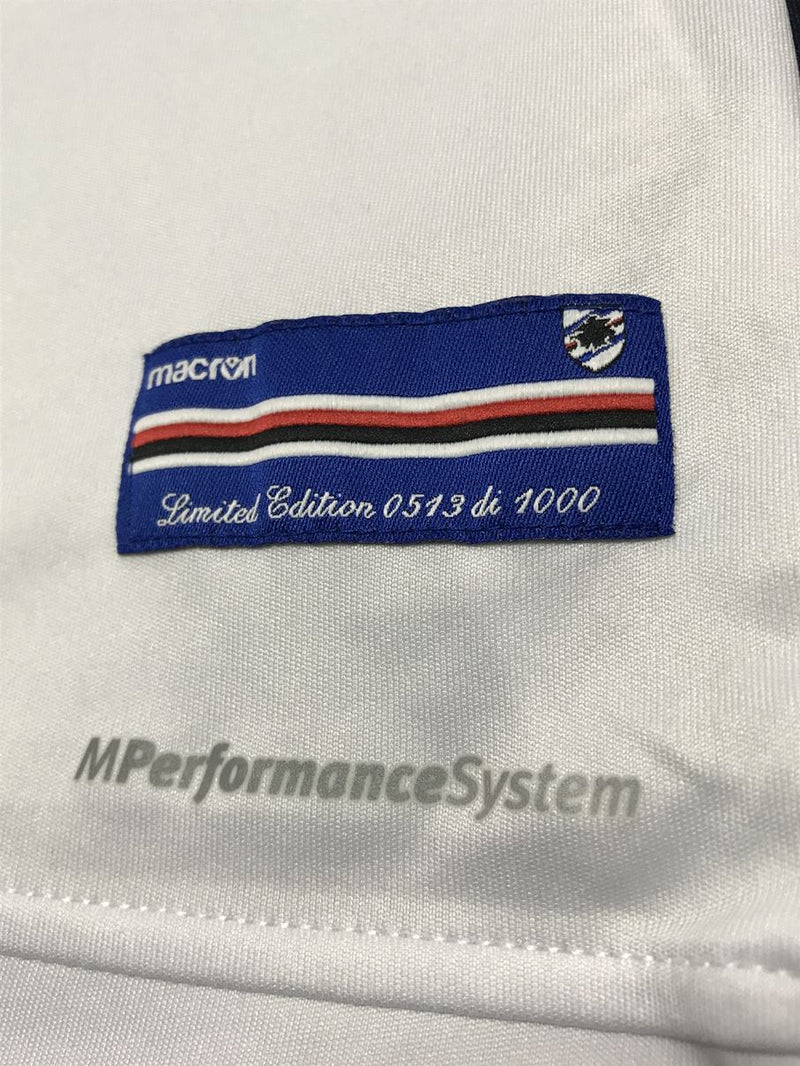 macron
Limited Edition 0513 di 1000
MPerformanceSystem